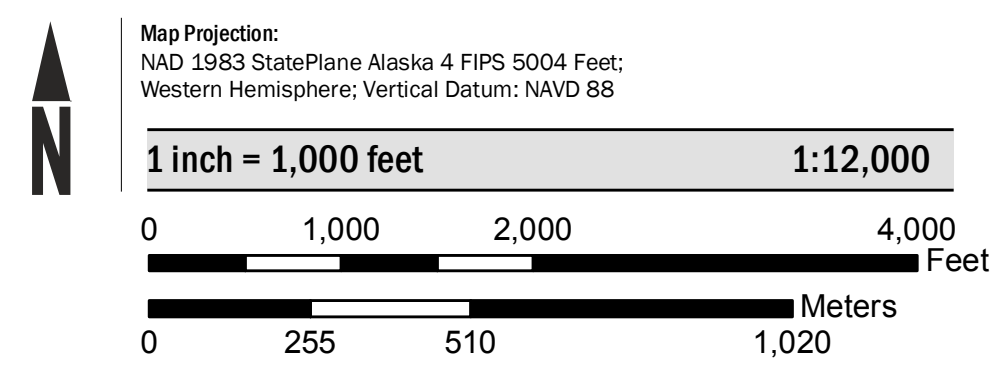 Map Projection:
NAD 1983 StatePlane Alaska 4 FIPS 5004 Feet;
Western Hemisphere; Vertical Datum: NAVD 88
N
1 inch = 1,000 feet 1:12,000
0 1,000 2,000 4,000
Feet
Meters
0 255 510 1,020